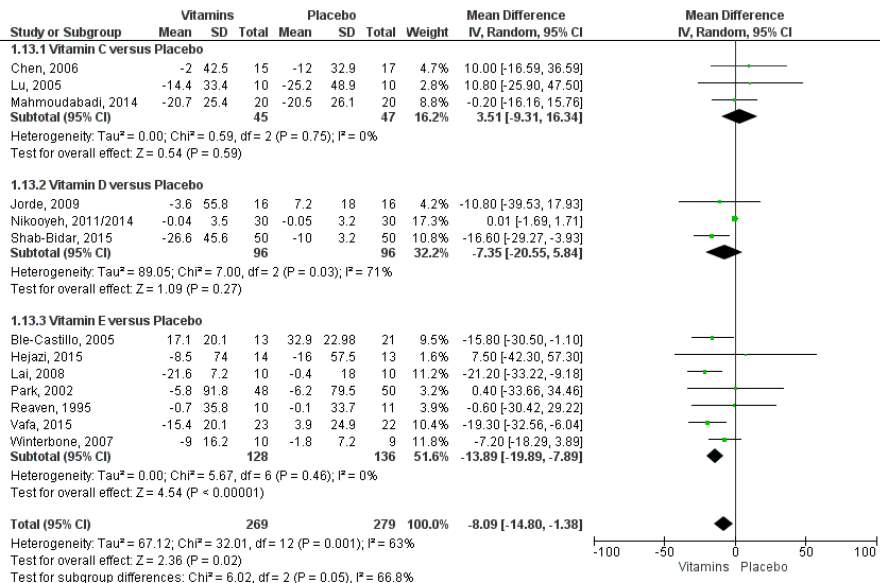 Vitamins Placebo Mean Difference Mean Difference
Study or Subgroup Mean SD Total Mean SD Total Weight IV, Random, 95% CI IV, Random, 95% CI
1.13.1 Vitamin C versus Placebo
Chen, 2006 -2 42.5 15 -12 32.9 17 4.7% 10.00 [-16.59, 36.59]
Lu, 2005 -14.4 33.4 10 -25.2 48.9 10 2.7% 10.80 [-25.90, 47.50]
Mahmoudabadi, 2014 -20.7 25.4 20 -20.5 26.1 20 8.8% -0.20 [-16.16, 15.76]
Subtotal (95% CI) 45 47 16.2% 3.51 [-9.31, 16.34]
Heterogeneity: Tau² = 0.00; Chi² = 0.59, df = 2 (P = 0.75); I² = 0%
Test for overall effect: Z = 0.54 (P = 0.59)
1.13.2 Vitamin D versus Placebo
Jorde, 2009 -3.6 55.8 16 7.2 18 16 4.2% -10.80 [-39.53, 17.93]
Nikooyeh, 2011/2014 -0.04 3.5 30 -0.05 3.2 30 17.3% 0.01 [-1.69, 1.71]
Shab-Bidar, 2015 -26.6 45.6 50 -10 3.2 50 10.8% -16.60 [-29.27, -3.93]
Subtotal (95% CI) 96 96 32.2% -7.35 [-20.55, 5.84]
Heterogeneity: Tau² = 89.05; Chi² = 7.00, df = 2 (P = 0.03); I² = 71%
Test for overall effect: Z = 1.09 (P = 0.27)
1.13.3 Vitamin E versus Placebo
Ble-Castillo, 2005 17.1 20.1 13 32.9 22.98 21 9.5% -15.80 [-30.50, -1.10]
Hejazi, 2015 -8.5 74 14 -16 57.5 13 1.6% 7.50 [-42.30, 57.30]
Lai, 2008 -21.6 7.2 10 -0.4 18 10 11.2% -21.20 [-33.22, -9.18]
Park, 2002 -5.8 91.8 48 -6.2 79.5 50 3.2% 0.40 [-33.66, 34.46]
Reaven, 1995 -0.7 35.8 10 -0.1 33.7 11 3.9% -0.60 [-30.42, 29.22]
Vafa, 2015 -15.4 20.1 23 3.9 24.9 22 10.4% -19.30 [-32.56, -6.04]
Winterbone, 2007 -9 16.2 10 -1.8 7.2 9 11.8% -7.20 [-18.29, 3.89]
Subtotal (95% CI) 128 136 51.6% -13.89 [-19.89, -7.89]
Heterogeneity: Tau² = 0.00; Chi² = 5.67, df = 6 (P = 0.46); I² = 0%
Test for overall effect: Z = 4.54 (P < 0.00001)
Total (95% CI) 269 279 100.0% -8.09 [-14.80, -1.38]
Heterogeneity: Tau² = 67.12; Chi² = 32.01, df = 12 (P = 0.001); I² = 63%
Test for overall effect: Z = 2.36 (P = 0.02)
Test for subgroup differences: Chi² = 6.02, df = 2 (P = 0.05), I² = 66.8%
-100 -50 0 50 100
Vitamins Placebo